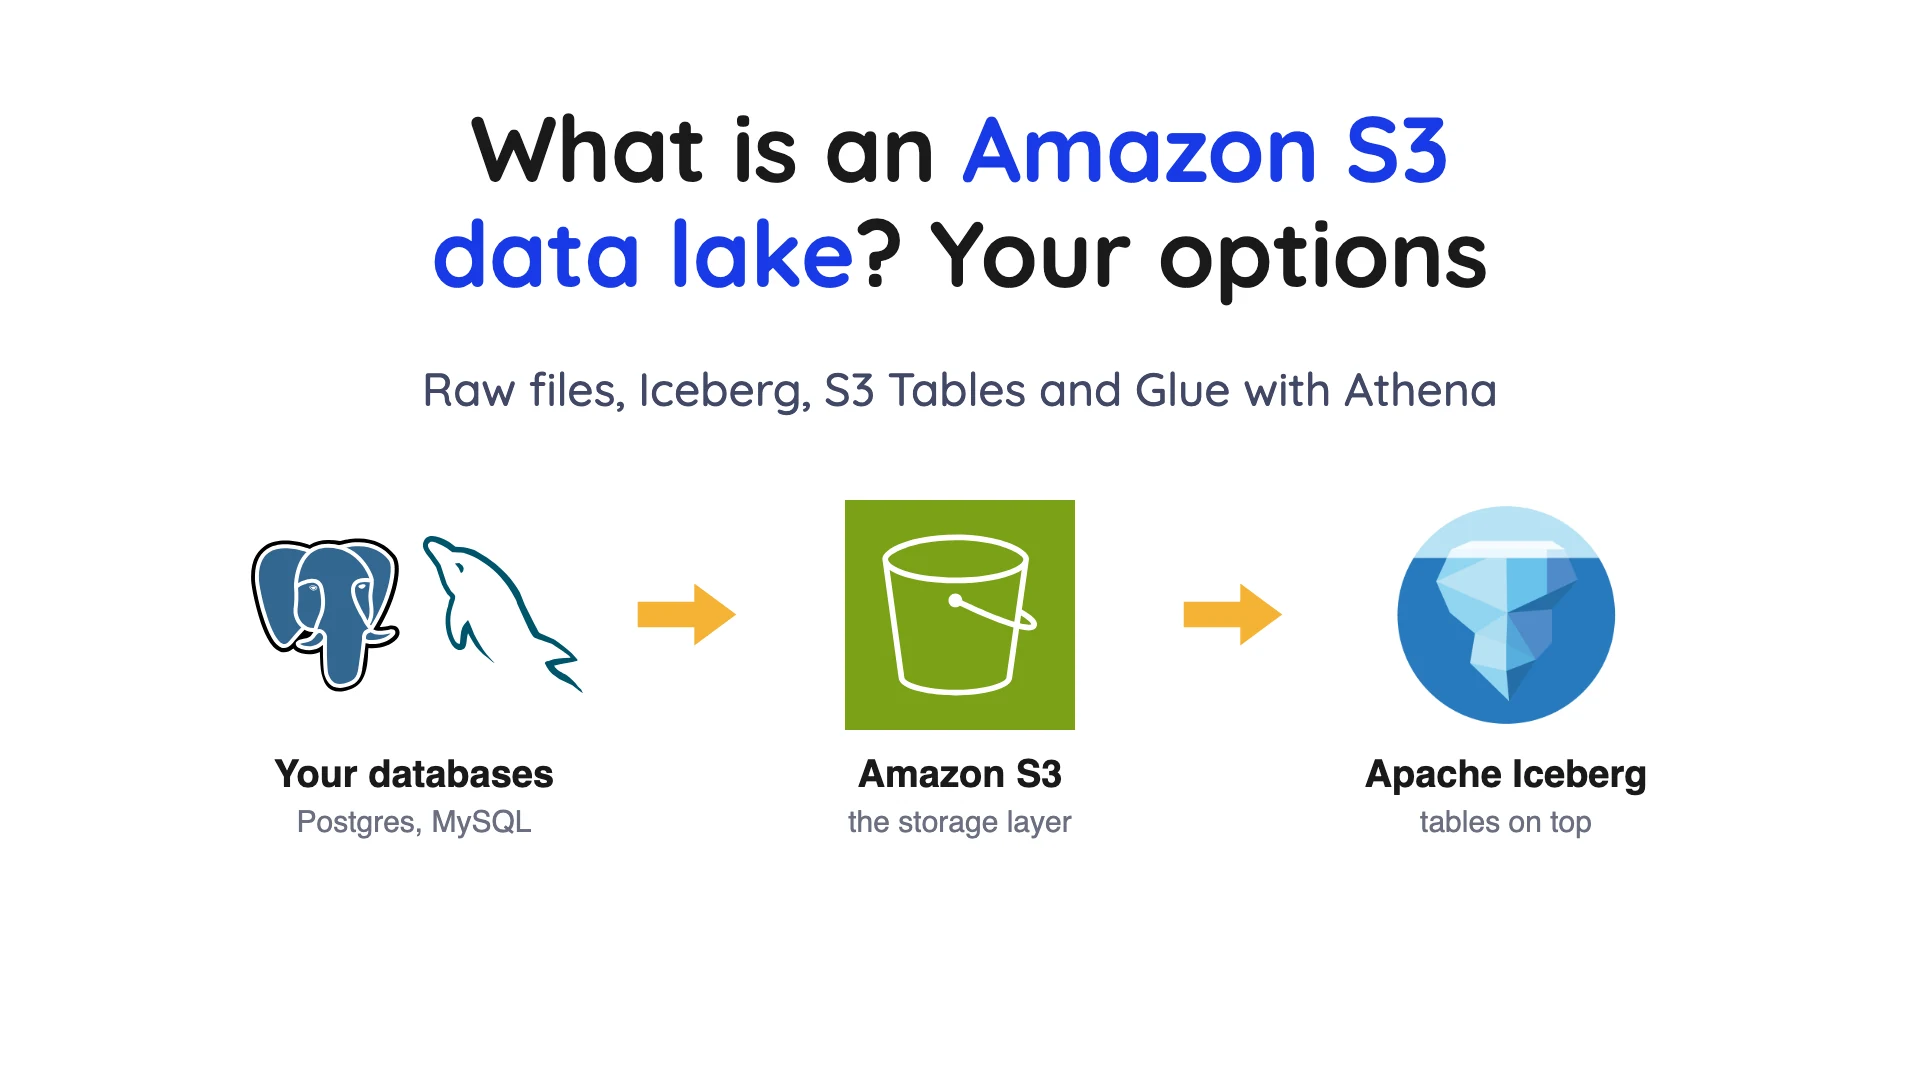 What is an Amazon S3
data lake? Your options
Raw files, Iceberg, S3 Tables and Glue with Athena
Your databases
Postgres, MySQL
Amazon S3
the storage layer
Apache Iceberg
tables on top